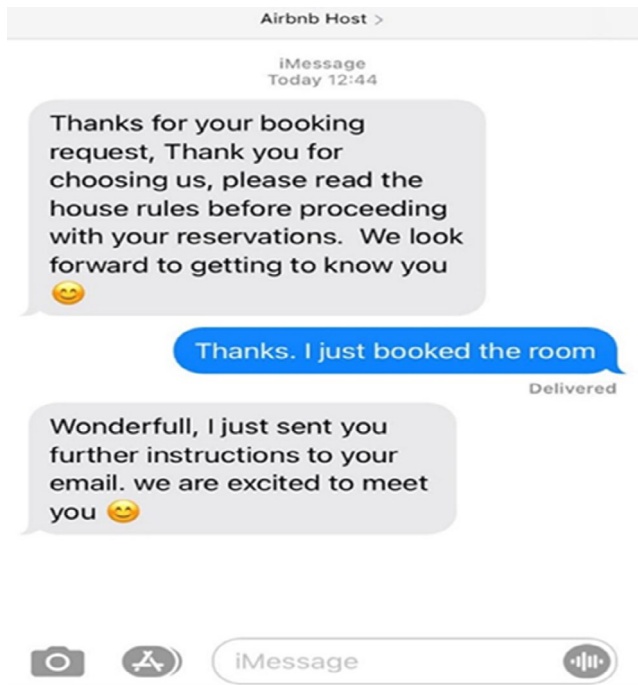 Airbnb Host >
iMessage
Today 12:44
Thanks for your booking
request, Thank you for
choosing us, please read the
house rules before proceeding
with your reservations.  We look
forward to getting to know you
😊
Thanks. I just booked the room
Delivered
Wonderfull, I just sent you
further instructions to your
email. we are excited to meet
you 😊
iMessage